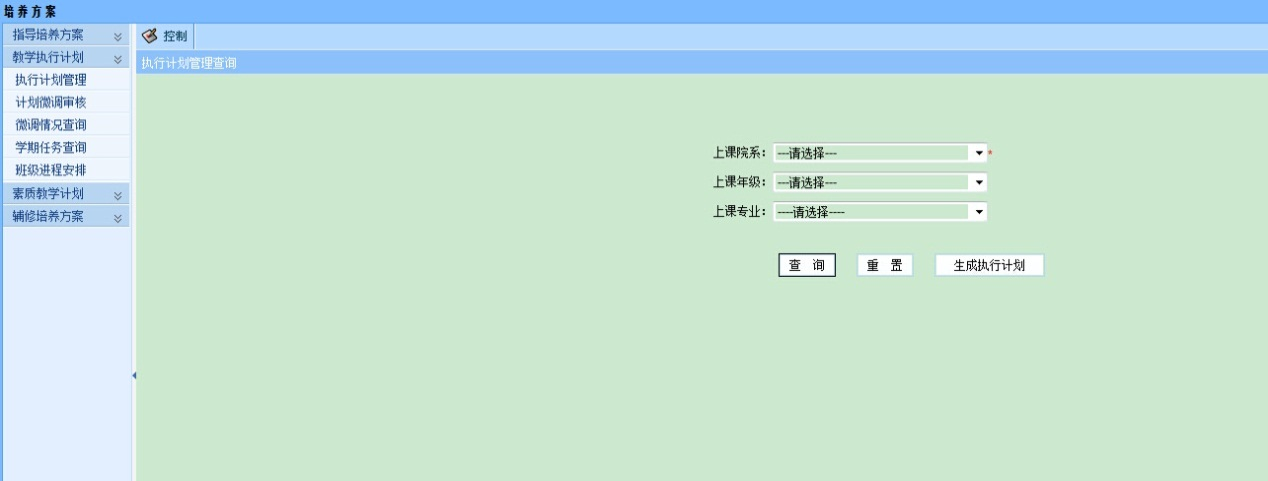 培养方案
指导培养方案
教学执行计划
执行计划管理
计划微调审核
微调情况查询
学期任务查询
班级进程安排
素质教学计划
辅修培养方案
控制
执行计划管理查询
上课院系: ---请选择--- *
上课年级: ---请选择---
上课专业: ----请选择----
查 询 重 置 生成执行计划